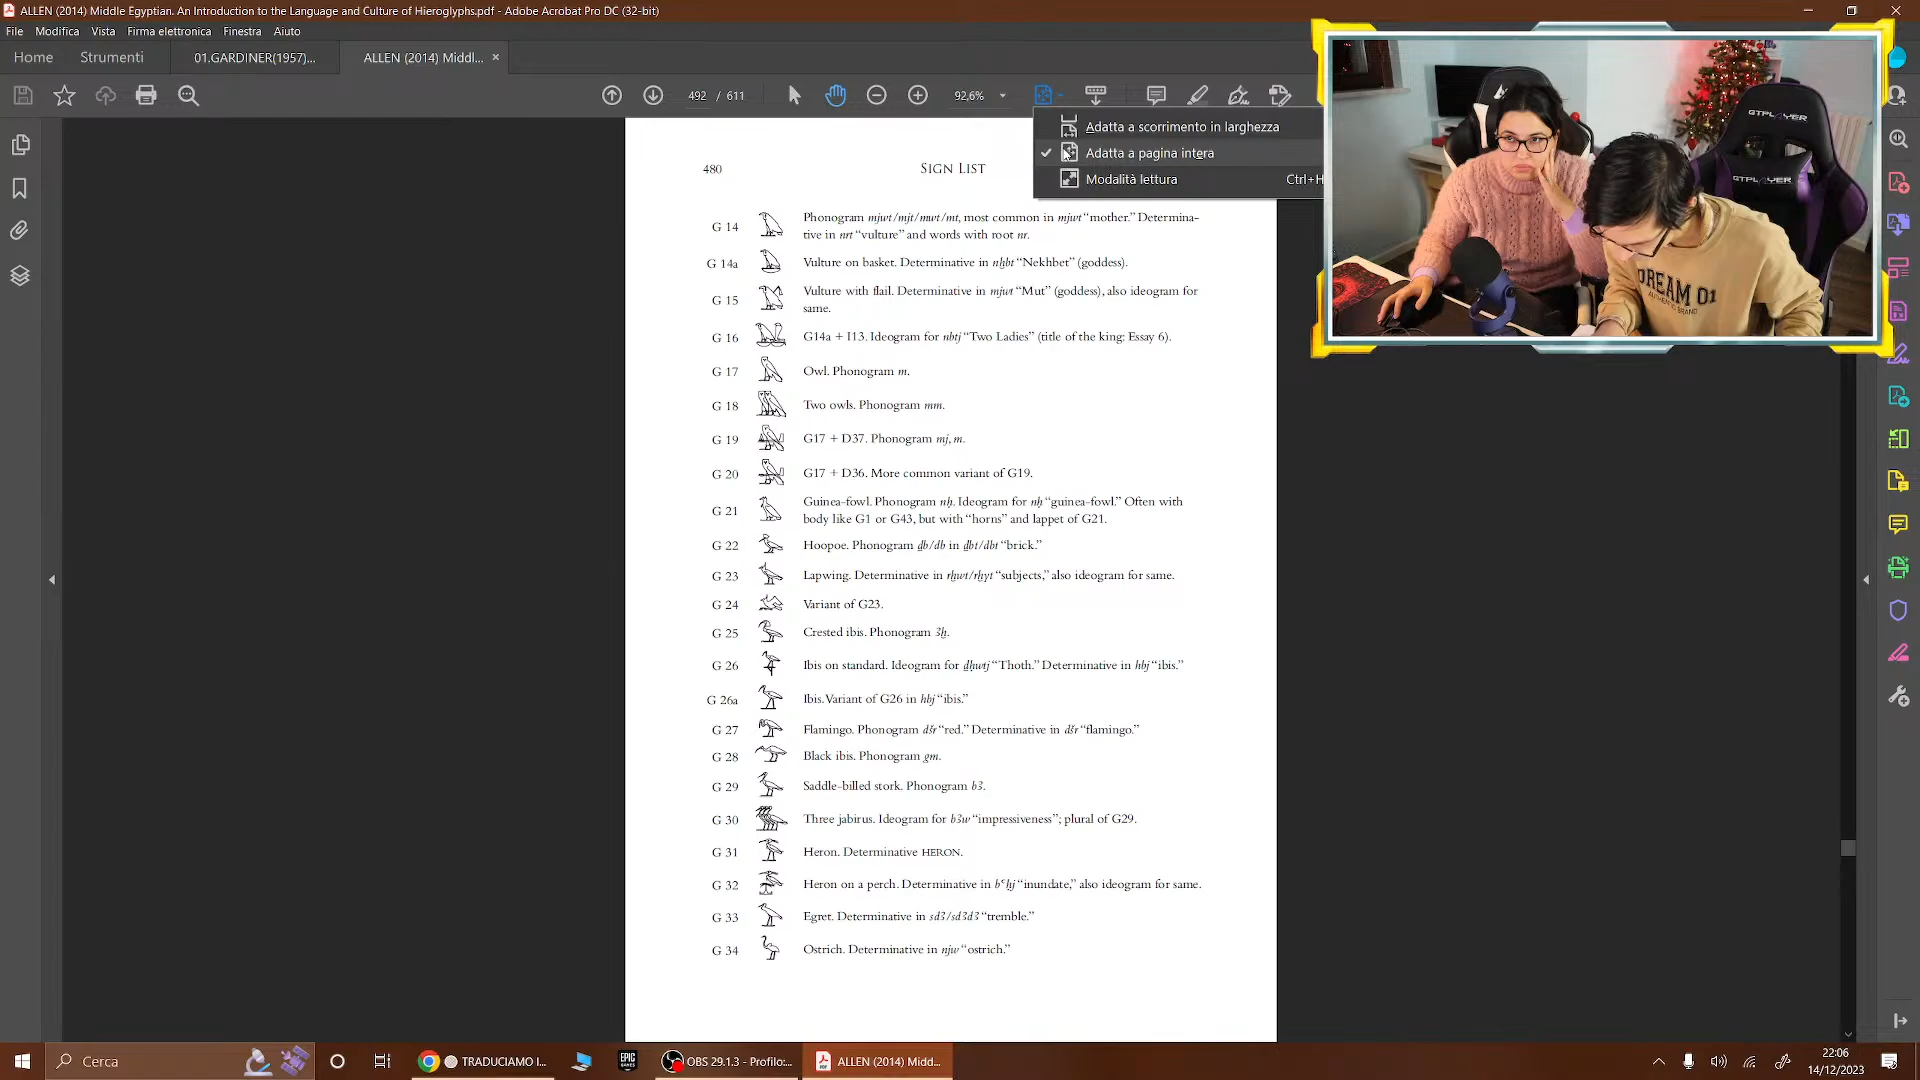 ALLEN (2014) Middle Egyptian. An Introduction to the Language and Culture of Hieroglyphs.pdf - Adobe Acrobat Pro DC (32-bit)
File Modifica Vista Firma elettronica Finestra Aiuto
Home Strumenti 01.GARDINER(1957)... ALLEN (2014) Middl... ×
492 / 611 92,6%
Adatta a scorrimento in larghezza
Adatta a pagina intera
Modalità lettura Ctrl+H
GTPLAYER
GTPLAYER
DREAM 01
AUTHENTIC BRAND
480 SIGN LIST
G 14 Phonogram mjwt/mjt/mwt/mt, most common in mjwt “mother.” Determina-
tive in nrt “vulture” and words with root nr.
G 14a Vulture on basket. Determinative in nḫbt “Nekhbet” (goddess).
G 15 Vulture with flail. Determinative in mjwt “Mut” (goddess), also ideogram for
same.
G 16 G14a + I13. Ideogram for nbtj “Two Ladies” (title of the king: Essay 6).
G 17 Owl. Phonogram m.
G 18 Two owls. Phonogram mm.
G 19 G17 + D37. Phonogram mj, m.
G 20 G17 + D36. More common variant of G19.
G 21 Guinea-fowl. Phonogram nḥ. Ideogram for nḥ “guinea-fowl.” Often with
body like G1 or G43, but with “horns” and lappet of G21.
G 22 Hoopoe. Phonogram ḏb/db in ḏbt/dbt “brick.”
G 23 Lapwing. Determinative in rḫwt/rḫyt “subjects,” also ideogram for same.
G 24 Variant of G23.
G 25 Crested ibis. Phonogram ꜣḫ.
G 26 Ibis on standard. Ideogram for ḏḥwtj “Thoth.” Determinative in hbj “ibis.”
G 26a Ibis. Variant of G26 in hbj “ibis.”
G 27 Flamingo. Phonogram dšr “red.” Determinative in dšr “flamingo.”
G 28 Black ibis. Phonogram gm.
G 29 Saddle-billed stork. Phonogram bꜣ.
G 30 Three jabirus. Ideogram for bꜣw “impressiveness”; plural of G29.
G 31 Heron. Determinative HERON.
G 32 Heron on a perch. Determinative in bꜥḥj “inundate,” also ideogram for same.
G 33 Egret. Determinative in sdꜣ/sdꜣdꜣ “tremble.”
G 34 Ostrich. Determinative in njw “ostrich.”
Cerca TRADUCIAMO I... EPIC GAMES OBS 29.1.3 - Profilo:... ALLEN (2014) Midd...
22:06
14/12/2023